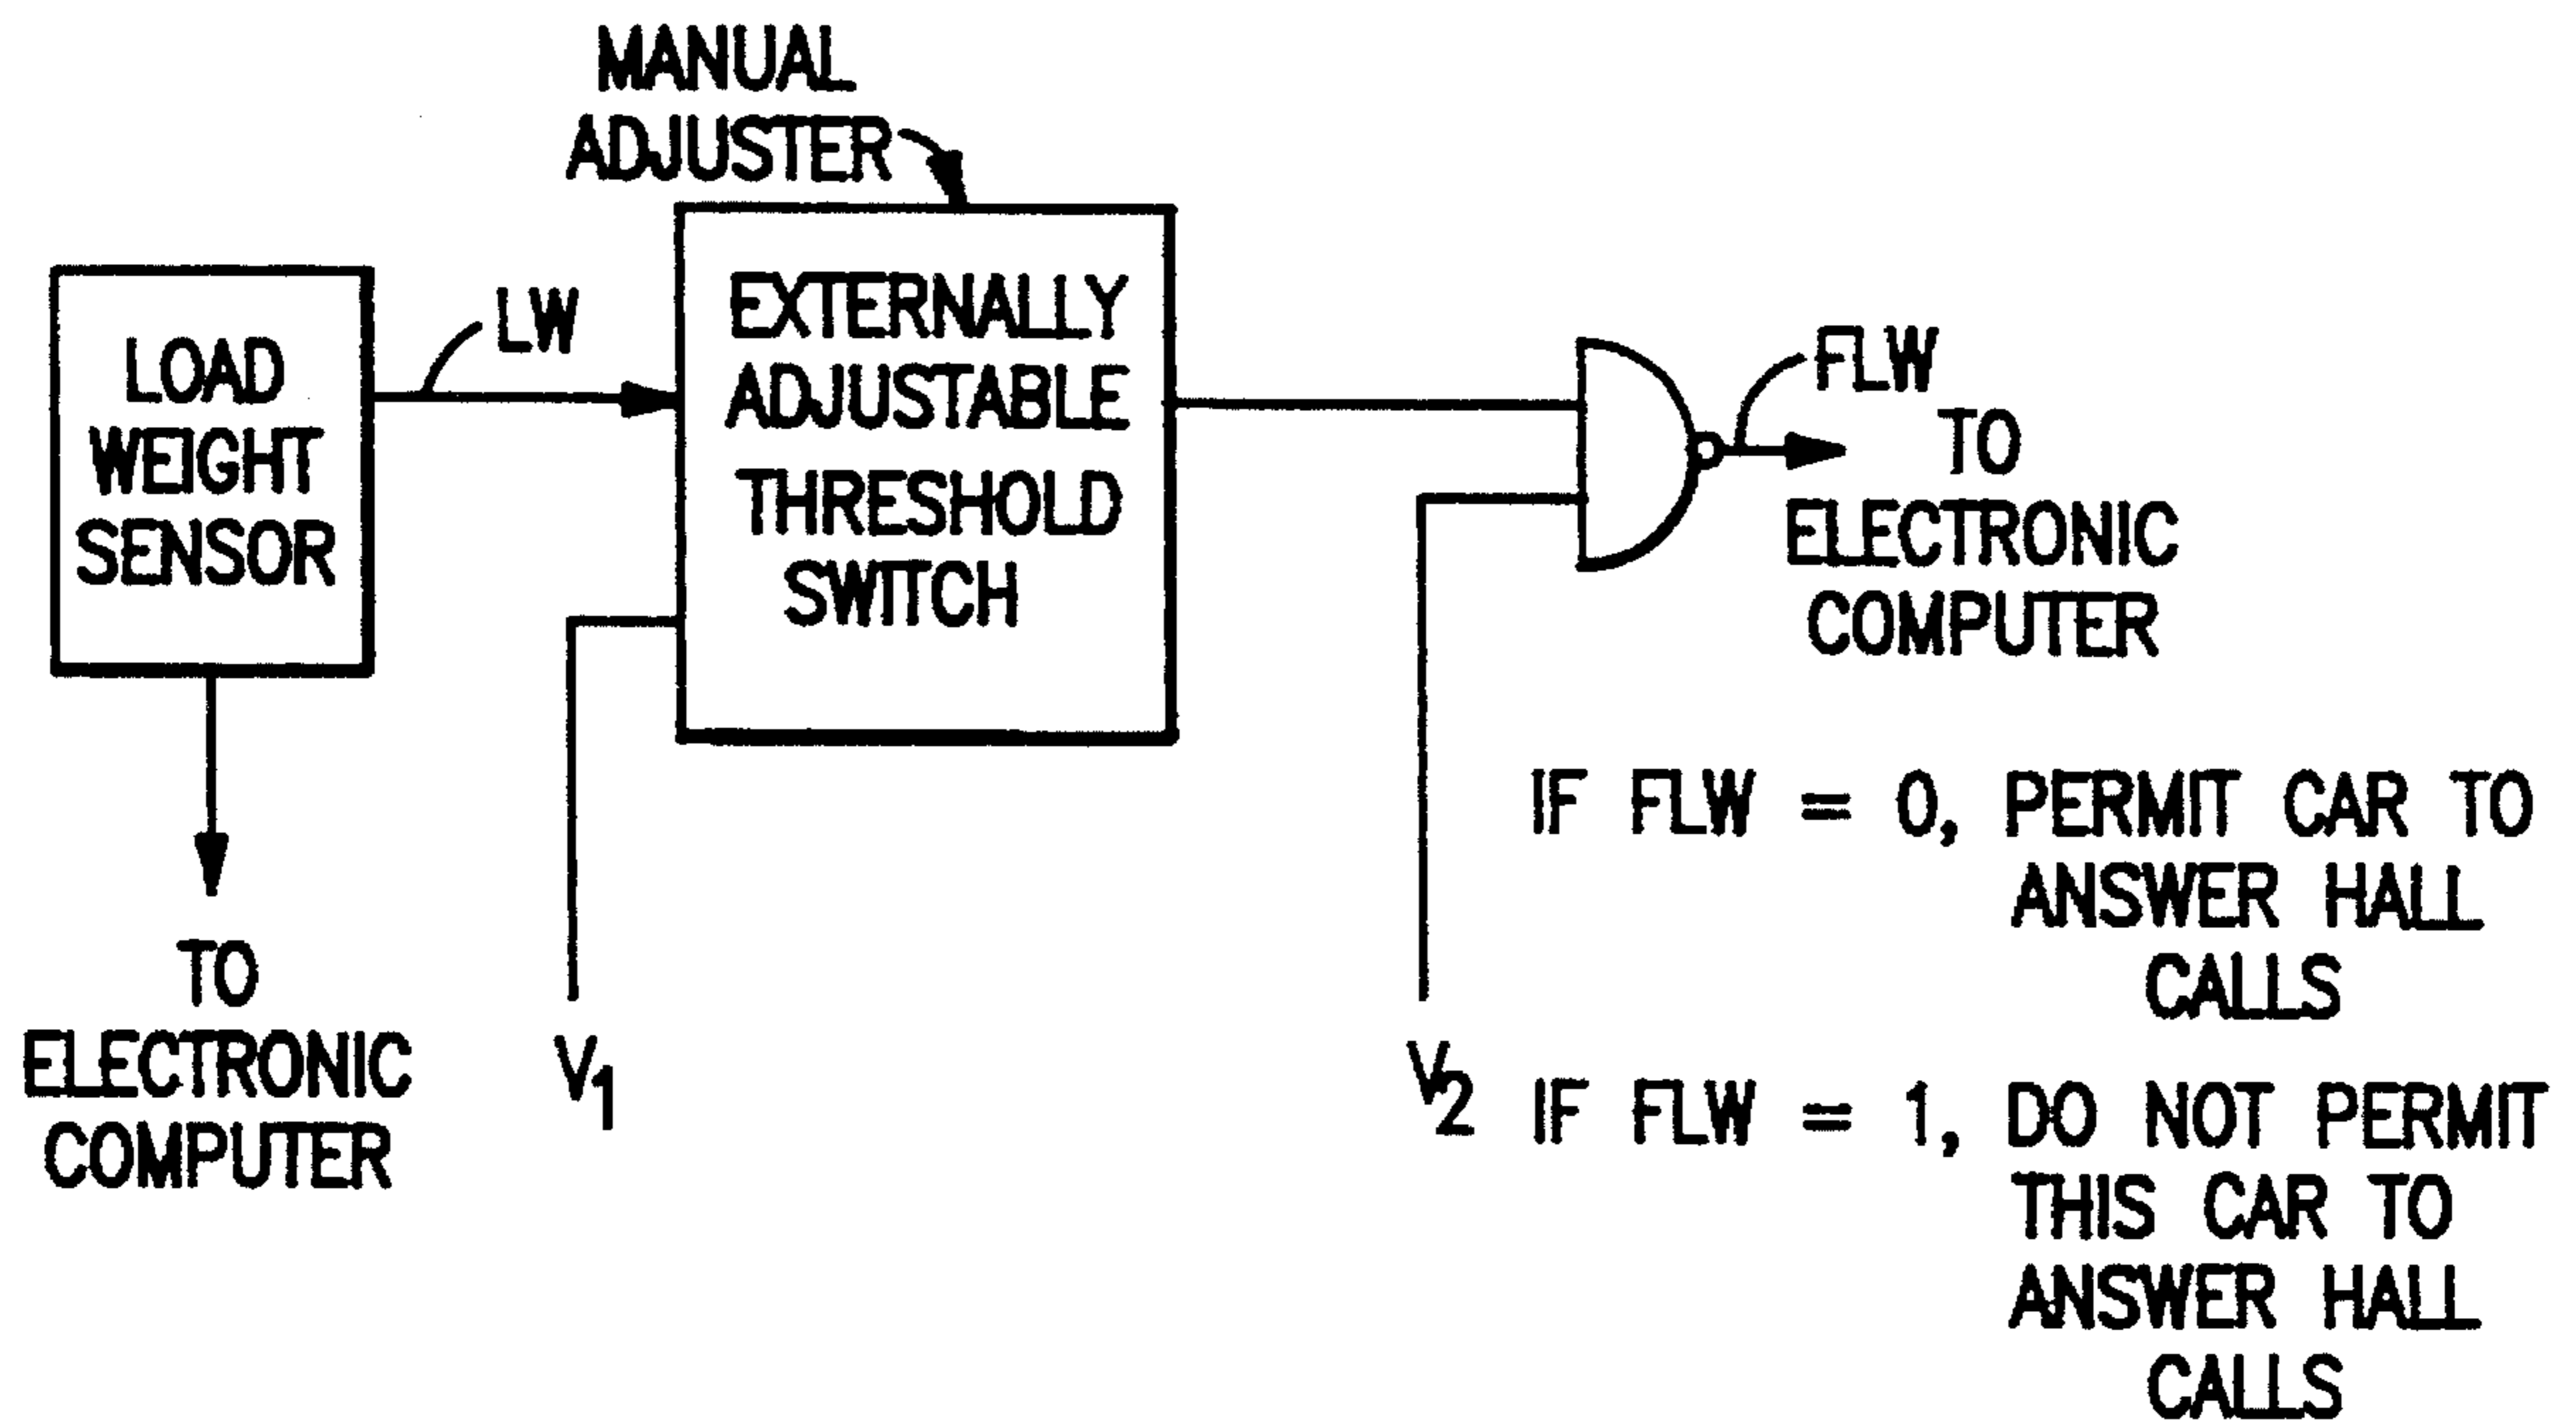 MANUAL
ADJUSTER
LOAD
WEIGHT
SENSOR
LW
EXTERNALLY
ADJUSTABLE
THRESHOLD
SWITCH
FLW
TO
ELECTRONIC
COMPUTER
TO
ELECTRONIC
COMPUTER
V1
V2
IF FLW = 0, PERMIT CAR TO
ANSWER HALL
CALLS
IF FLW = 1, DO NOT PERMIT
THIS CAR TO
ANSWER HALL
CALLS